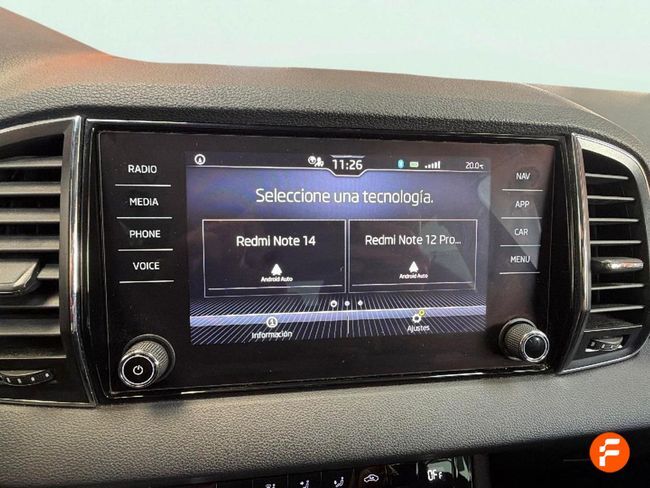 RADIO
MEDIA
PHONE
VOICE
11:26
20.0°C
Seleccione una tecnología.
Redmi Note 14
Android Auto
Redmi Note 12 Pro...
Android Auto
Información
Ajustes
NAV
APP
CAR
MENU
OFF
F